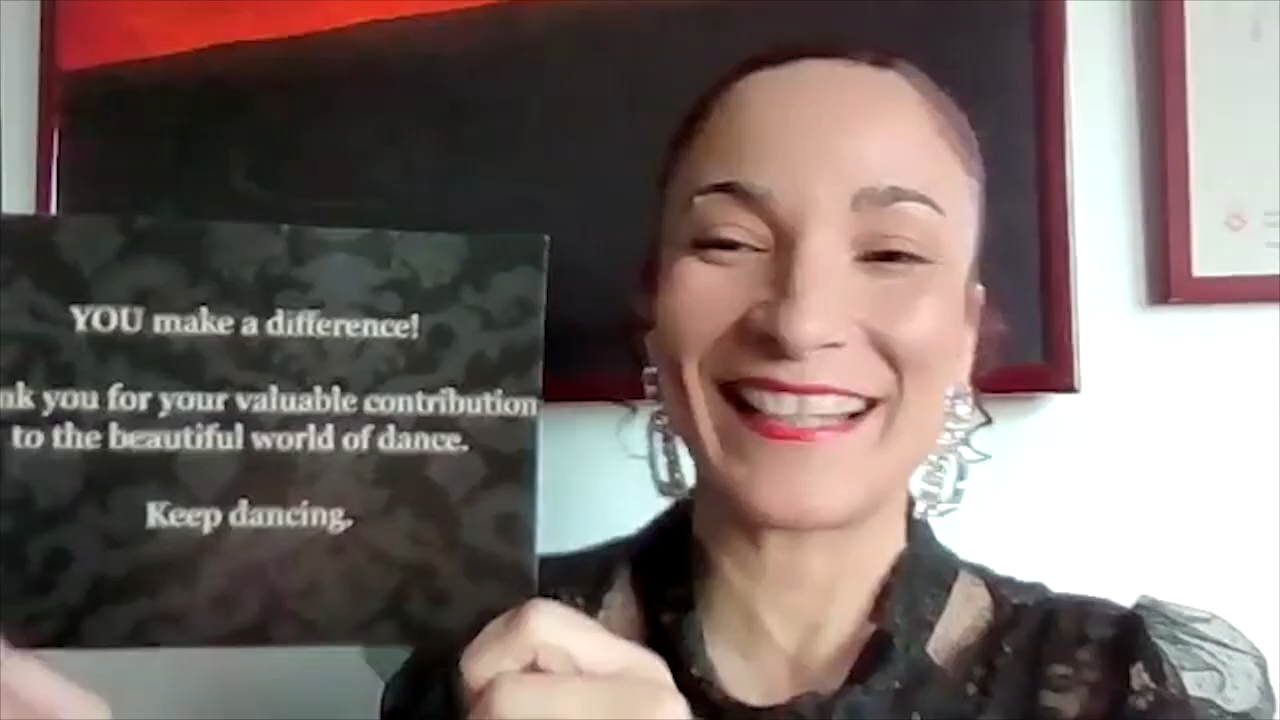 YOU make a difference!
nk you for your valuable contribution
to the beautiful world of dance.
Keep dancing,